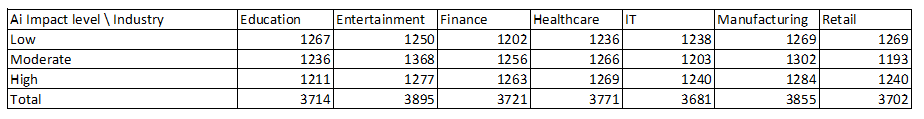 Ai Impact level \ Industry Education Entertainment Finance Healthcare IT Manufacturing Retail
Low 1267 1250 1202 1236 1238 1269 1269
Moderate 1236 1368 1256 1266 1203 1302 1193
High 1211 1277 1263 1269 1240 1284 1240
Total 3714 3895 3721 3771 3681 3855 3702